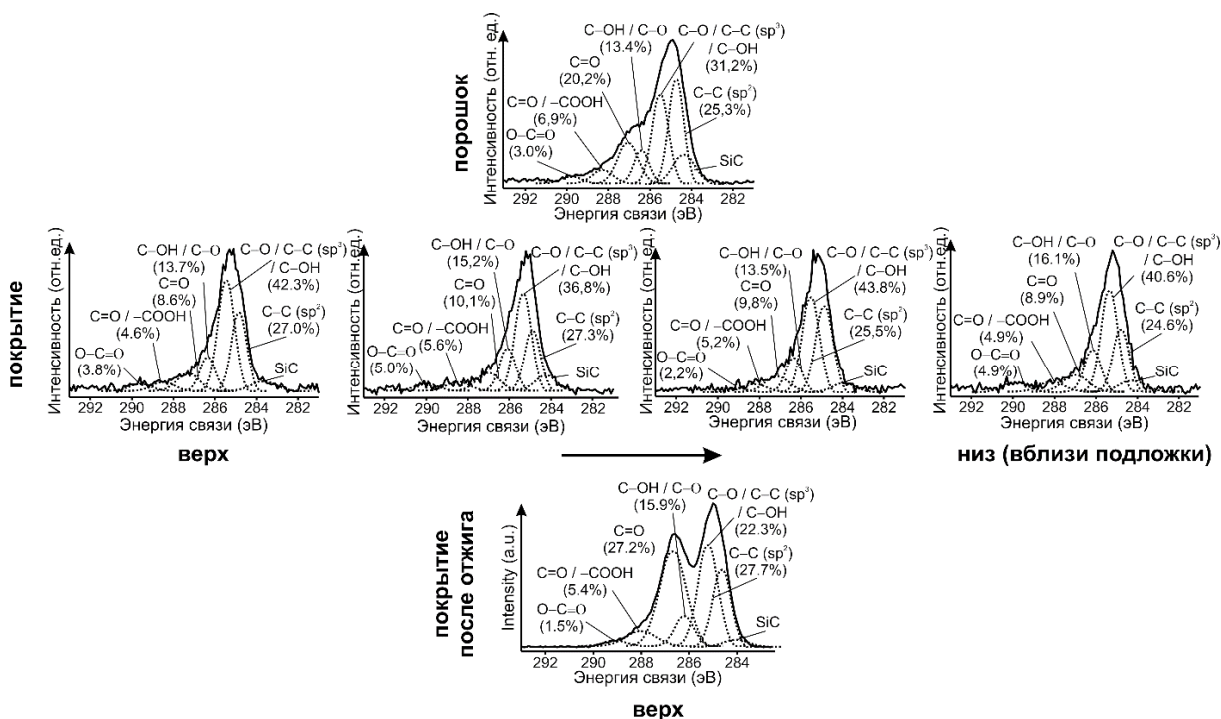 порошок
Интенсивность (отн. ед.)
C–OH / C–O
(13.4%)
C–O / C–C (sp³)
/ C–OH
(31,2%)
C=O
(20,2%)
C–C (sp²)
(25,3%)
C=O / –COOH
(6,9%)
O–C=O
(3.0%)
SiC
292 290 288 286 284 282
Энергия связи (эВ)
покрытие
Интенсивность (отн.ед.)
C–OH / C–O
(13.7%)
C–O / C–C (sp³)
/ C–OH
(42.3%)
C=O
(8.6%)
C–C (sp²)
(27.0%)
C=O / –COOH
(4.6%)
O–C=O
(3.8%)
SiC
292 290 288 286 284 282
Энергия связи (эВ)
верх
Интенсивность (отн.ед.)
C–OH / C–O
(15,2%)
C–O / C–C (sp³)
/ C–OH
(36,8%)
C=O
(10,1%)
C–C (sp²)
(27.3%)
C=O / –COOH
(5.6%)
O–C=O
(5.0%)
SiC
292 290 288 286 284 282
Энергия связи (эВ)
Интенсивность (отн.ед.)
C–OH / C–O
(13.5%)
C–O / C–C (sp³)
/ C–OH
(43.8%)
C=O
(9,8%)
C–C (sp²)
(25,5%)
C=O / –COOH
(5,2%)
O–C=O
(2,2%)
SiC
292 290 288 286 284 282
Энергия связи (эВ)
Интенсивность (отн.ед.)
C–OH / C–O
(16.1%)
C–O / C–C (sp³)
/ C–OH
(40.6%)
C=O
(8.9%)
C–C (sp²)
(24.6%)
C=O / –COOH
(4.9%)
O–C=O
(4.9%)
SiC
292 290 288 286 284 282
Энергия связи (эВ)
низ (вблизи подложки)
покрытие
после отжига
Intensity (a.u.)
C–OH / C–O
(15.9%)
C–O / C–C (sp³)
/ C–OH
(22.3%)
C=O
(27.2%)
C–C (sp²)
(27.7%)
C=O / –COOH
(5.4%)
O–C=O
(1.5%)
SiC
292 290 288 286 284
Энергия связи (эВ)
верх